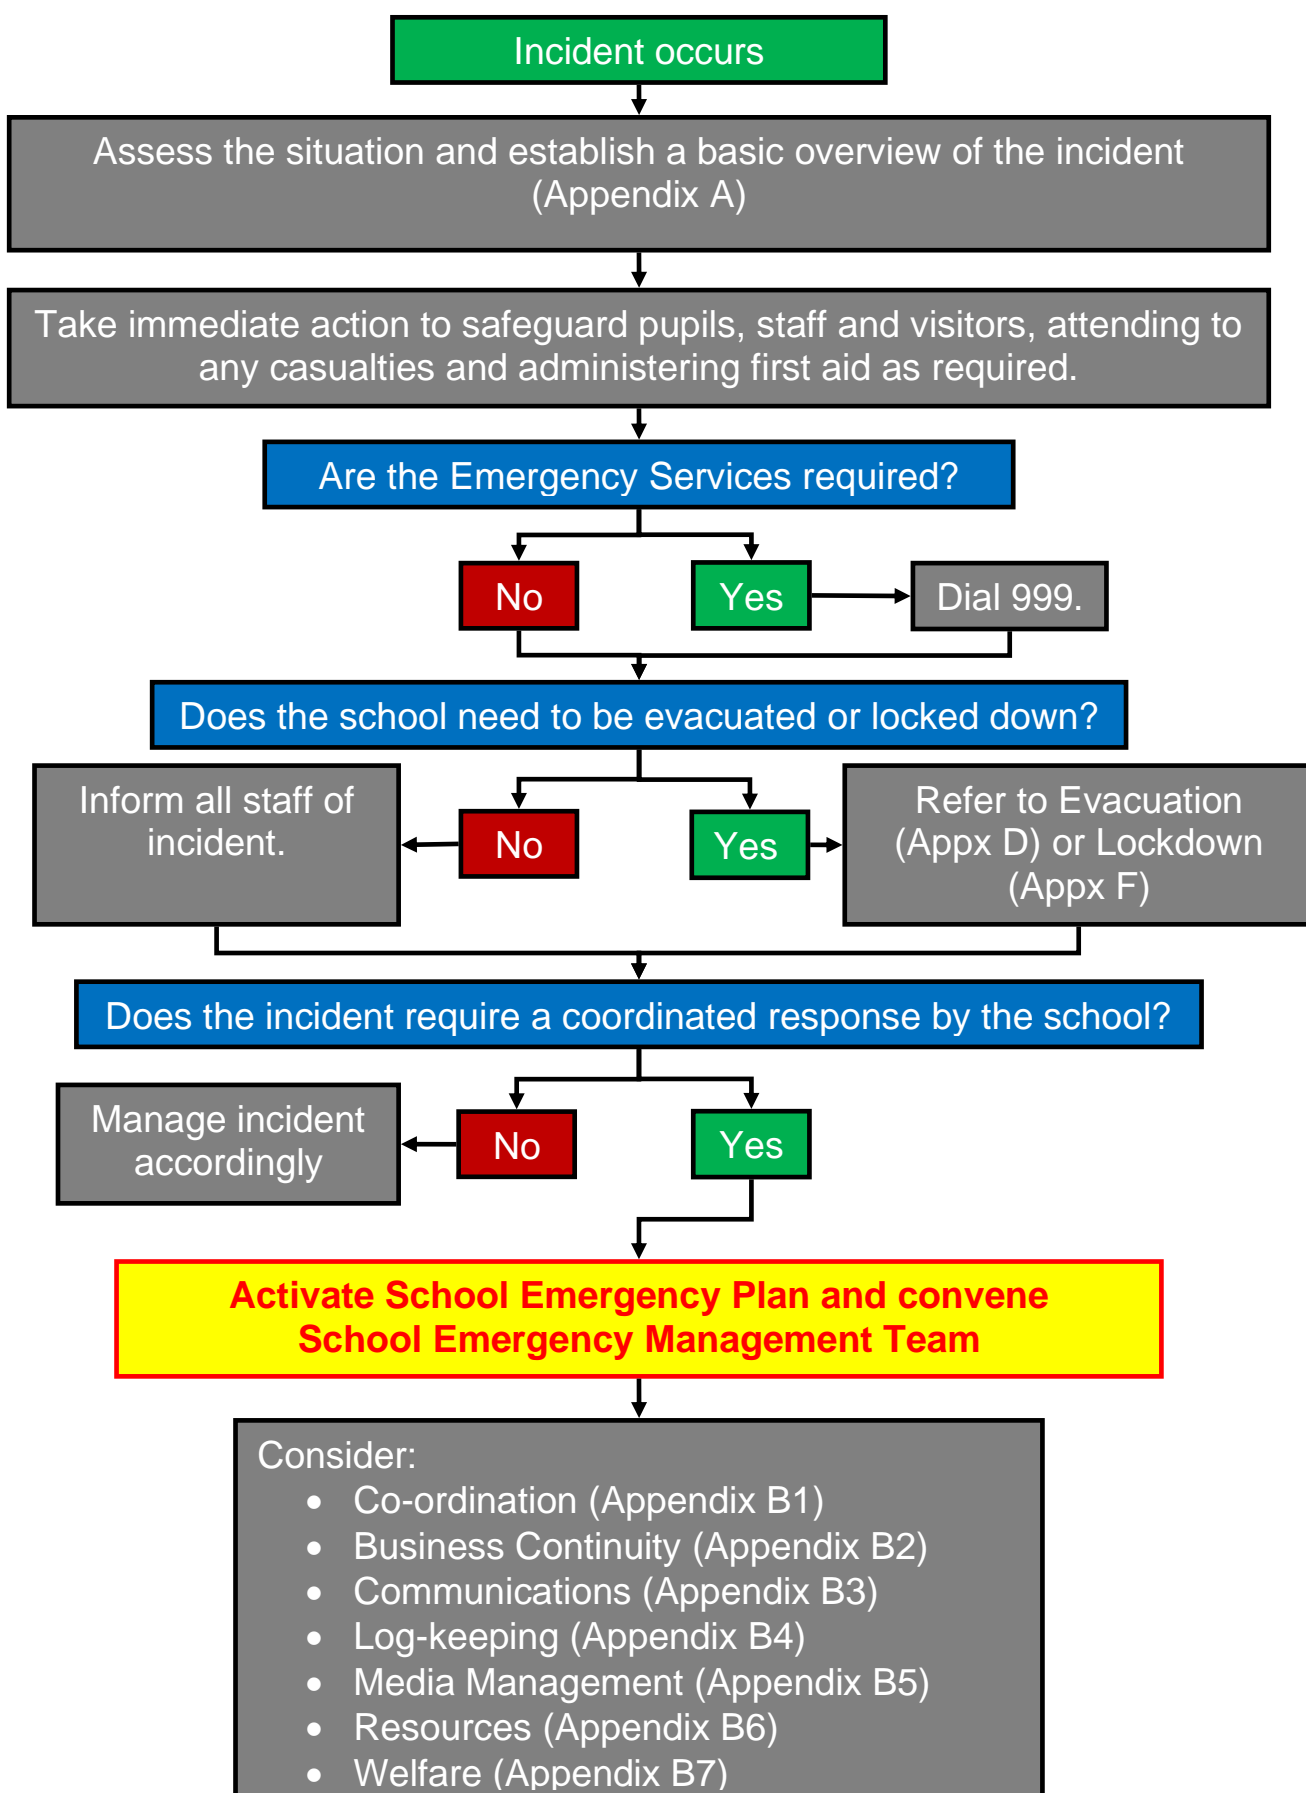 Incident occurs
Assess the situation and establish a basic overview of the incident
(Appendix A)
Take immediate action to safeguard pupils, staff and visitors, attending to
any casualties and administering first aid as required.
Are the Emergency Services required?
No
Yes
Dial 999.
Does the school need to be evacuated or locked down?
Inform all staff of
incident.
No
Yes
Refer to Evacuation
(Appx D) or Lockdown
(Appx F)
Does the incident require a coordinated response by the school?
Manage incident
accordingly
No
Yes
Activate School Emergency Plan and convene
School Emergency Management Team
Consider:
• Co-ordination (Appendix B1)
• Business Continuity (Appendix B2)
• Communications (Appendix B3)
• Log-keeping (Appendix B4)
• Media Management (Appendix B5)
• Resources (Appendix B6)
• Welfare (Appendix B7)